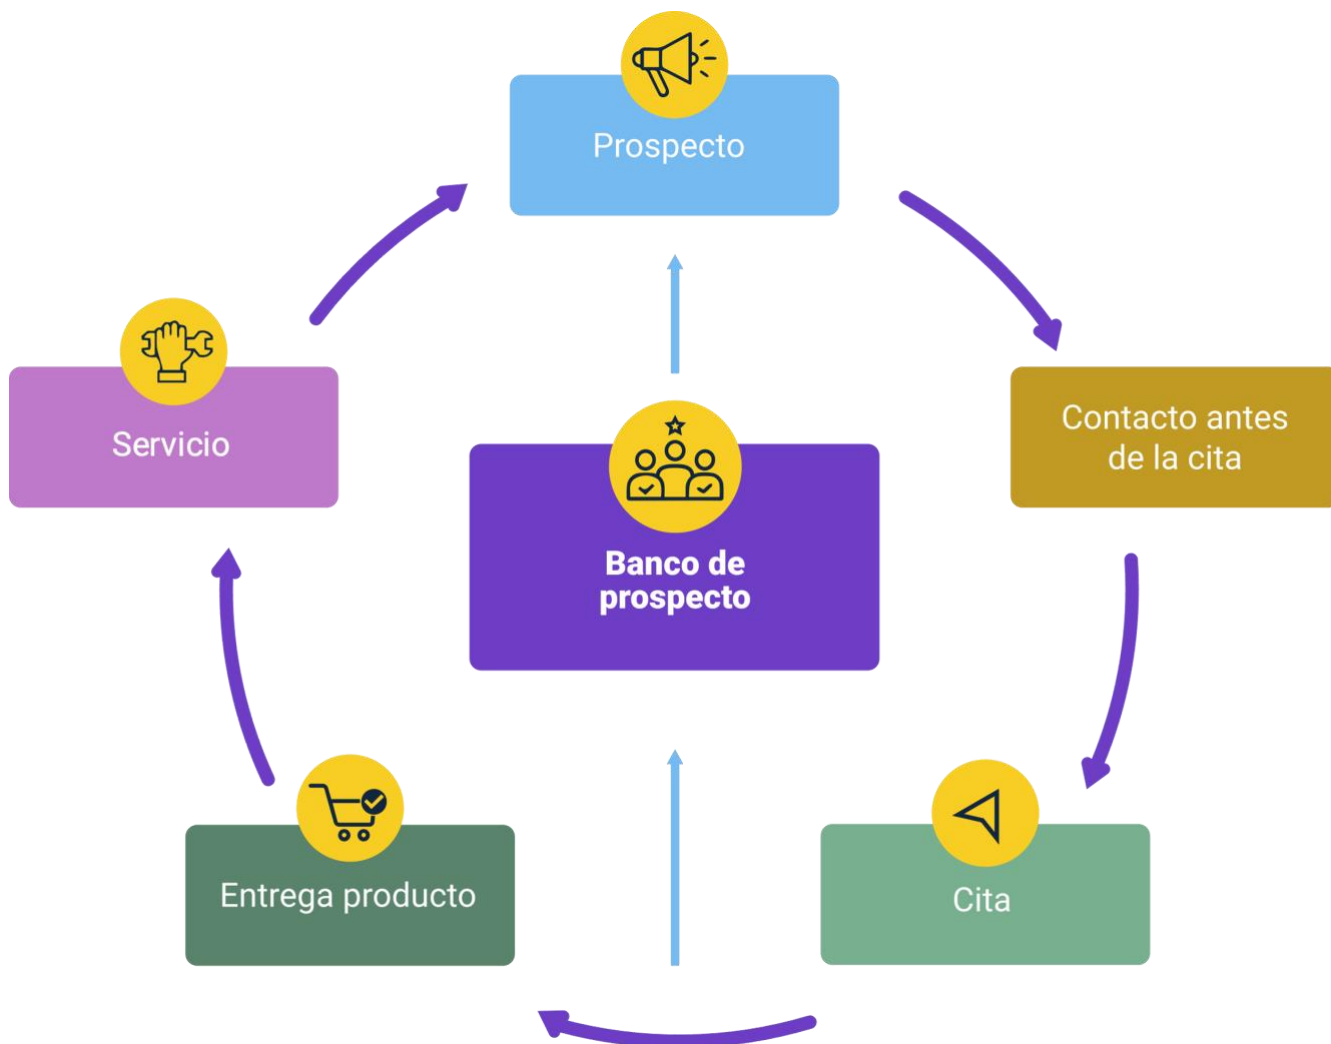 Prospecto
Contacto antes
de la cita
Servicio
Banco de
prospecto
Entrega producto
Cita